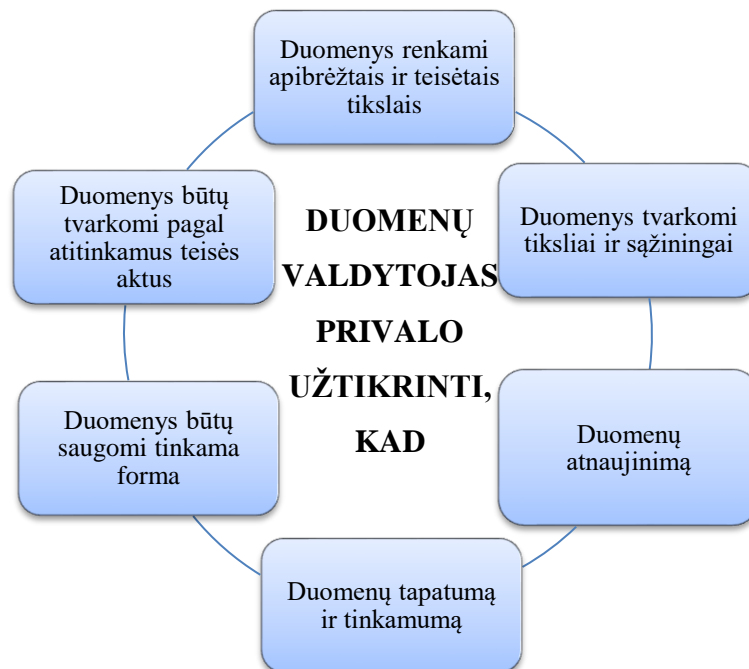 Duomenys renkami
apibrėžtais ir teisėtais
tikslais
Duomenys tvarkomi
tiksliai ir sąžiningai
Duomenų
atnaujinimą
Duomenų tapatumą
ir tinkamumą
Duomenys būtų
saugomi tinkama
forma
Duomenys būtų
tvarkomi pagal
atitinkamus teisės
aktus
DUOMENŲ
VALDYTOJAS
PRIVALO
UŽTIKRINTI,
KAD